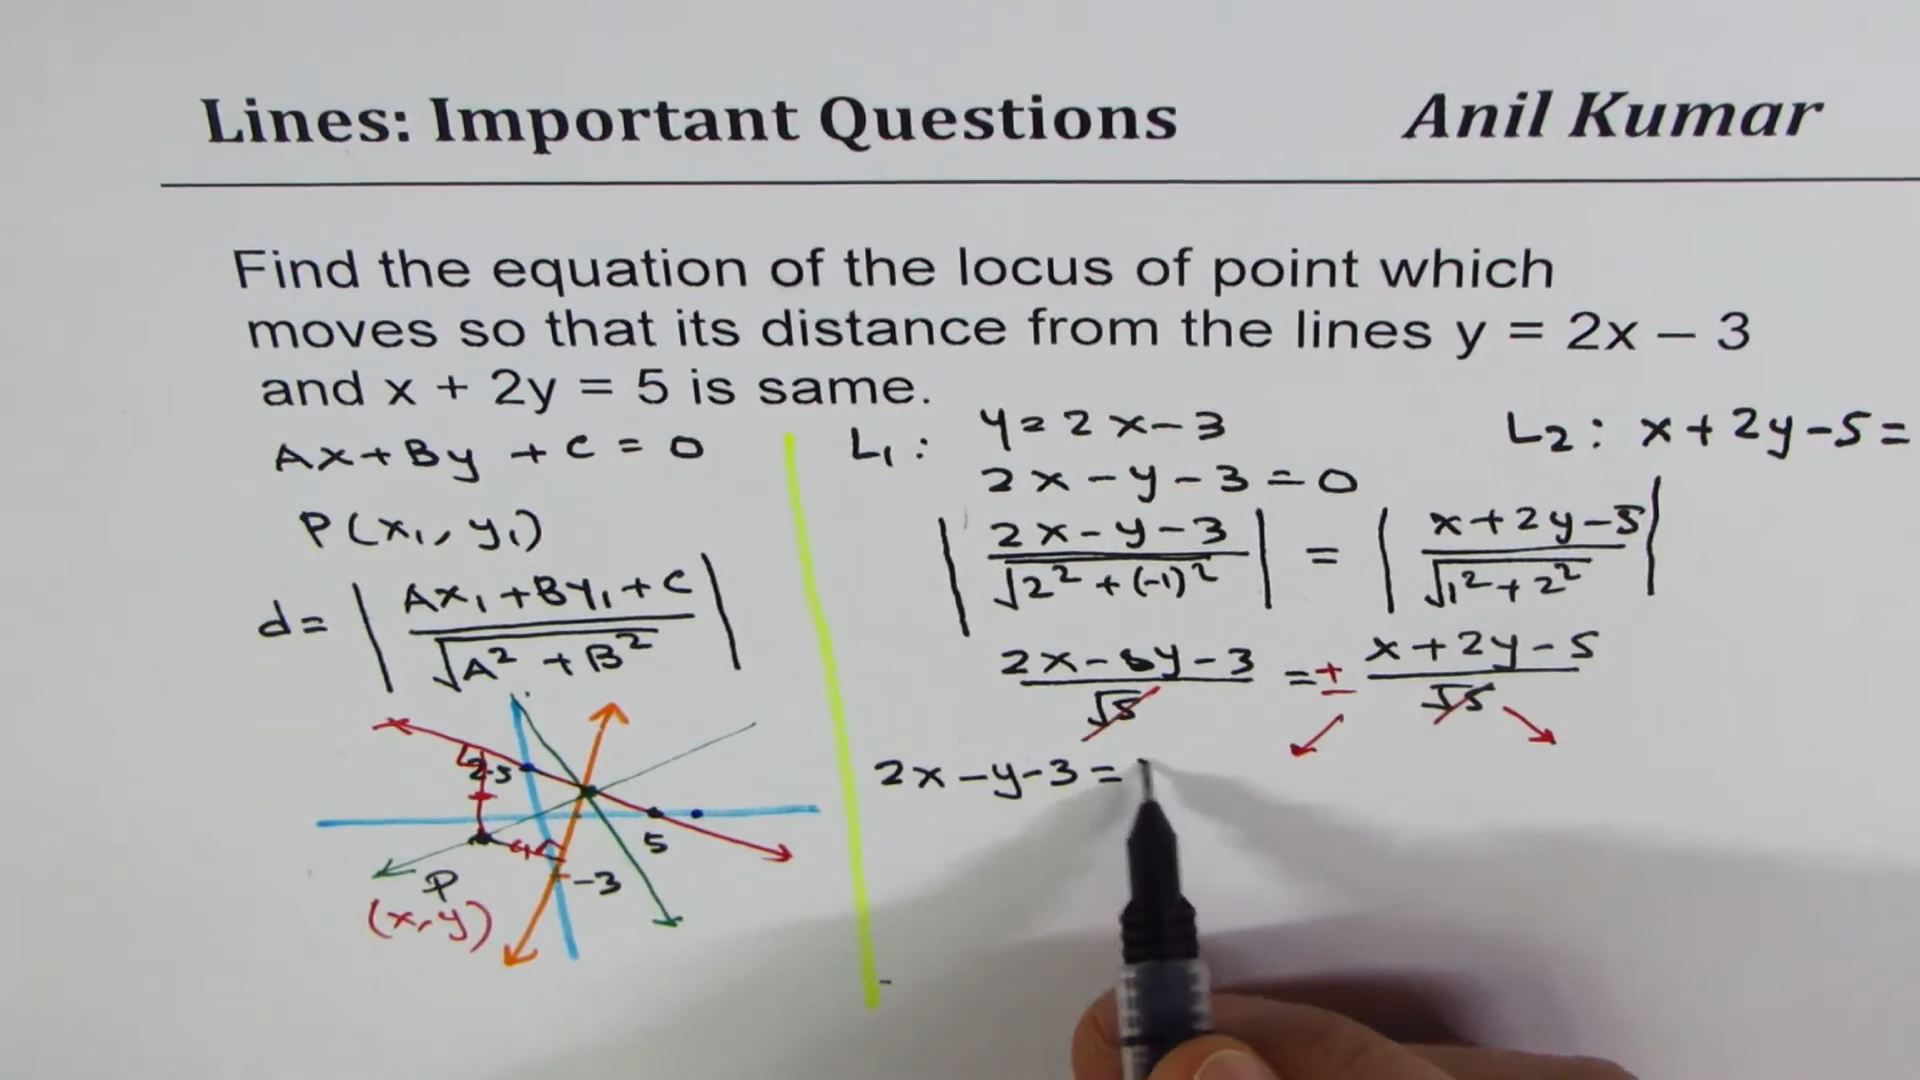 Lines: Important Questions Anil Kumar
Find the equation of the locus of point which
moves so that its distance from the lines y = 2x – 3
and x + 2y = 5 is same.
Ax+By + C = 0
P(x₁, y₁)
d= | Ax₁+By₁+C / √A² + B² |
2.5
5
-3
P
(x, y)
L₁ : y = 2x-3
2x - y - 3 = 0
L₂ : x + 2y - 5 =
| 2x - y - 3 / √2² + (-1)² | = | x + 2y - 5 / √1² + 2² |
2x - y - 3 / √5 = ± x + 2y - 5 / √5
2x - y - 3 =